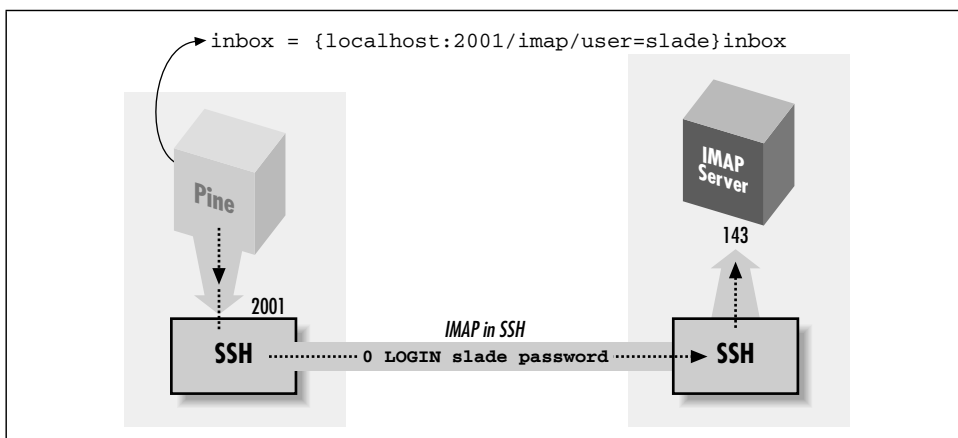 inbox = {localhost:2001/imap/user=slade}inbox
Pine
IMAP
Server
143
2001
IMAP in SSH
SSH
0 LOGIN slade password
SSH